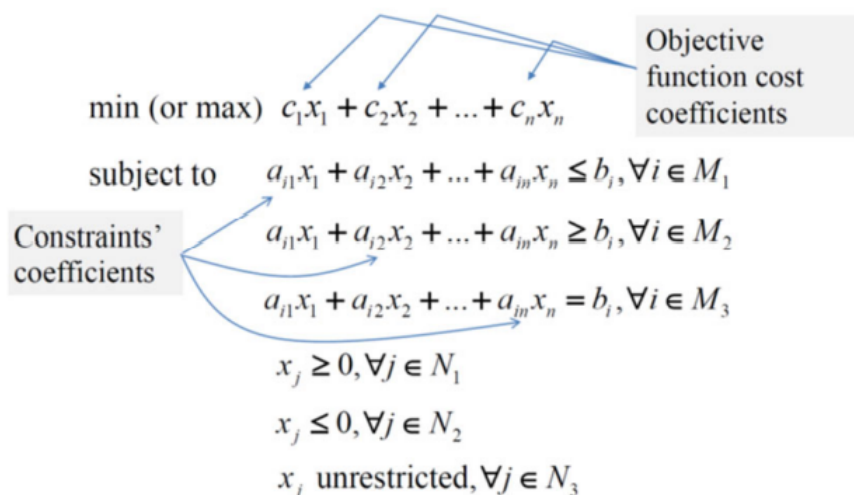 Objective
function cost
coefficients
min (or max) c₁x₁ + c₂x₂ + ... + cₙxₙ
subject to aᵢ₁x₁ + aᵢ₂x₂ + ... + aᵢₙxₙ ≤ bᵢ, ∀i ∈ M₁
Constraints’
coefficients
aᵢ₁x₁ + aᵢ₂x₂ + ... + aᵢₙxₙ ≥ bᵢ, ∀i ∈ M₂
aᵢ₁x₁ + aᵢ₂x₂ + ... + aᵢₙxₙ = bᵢ, ∀i ∈ M₃
xⱼ ≥ 0, ∀j ∈ N₁
xⱼ ≤ 0, ∀j ∈ N₂
xⱼ unrestricted, ∀j ∈ N₃